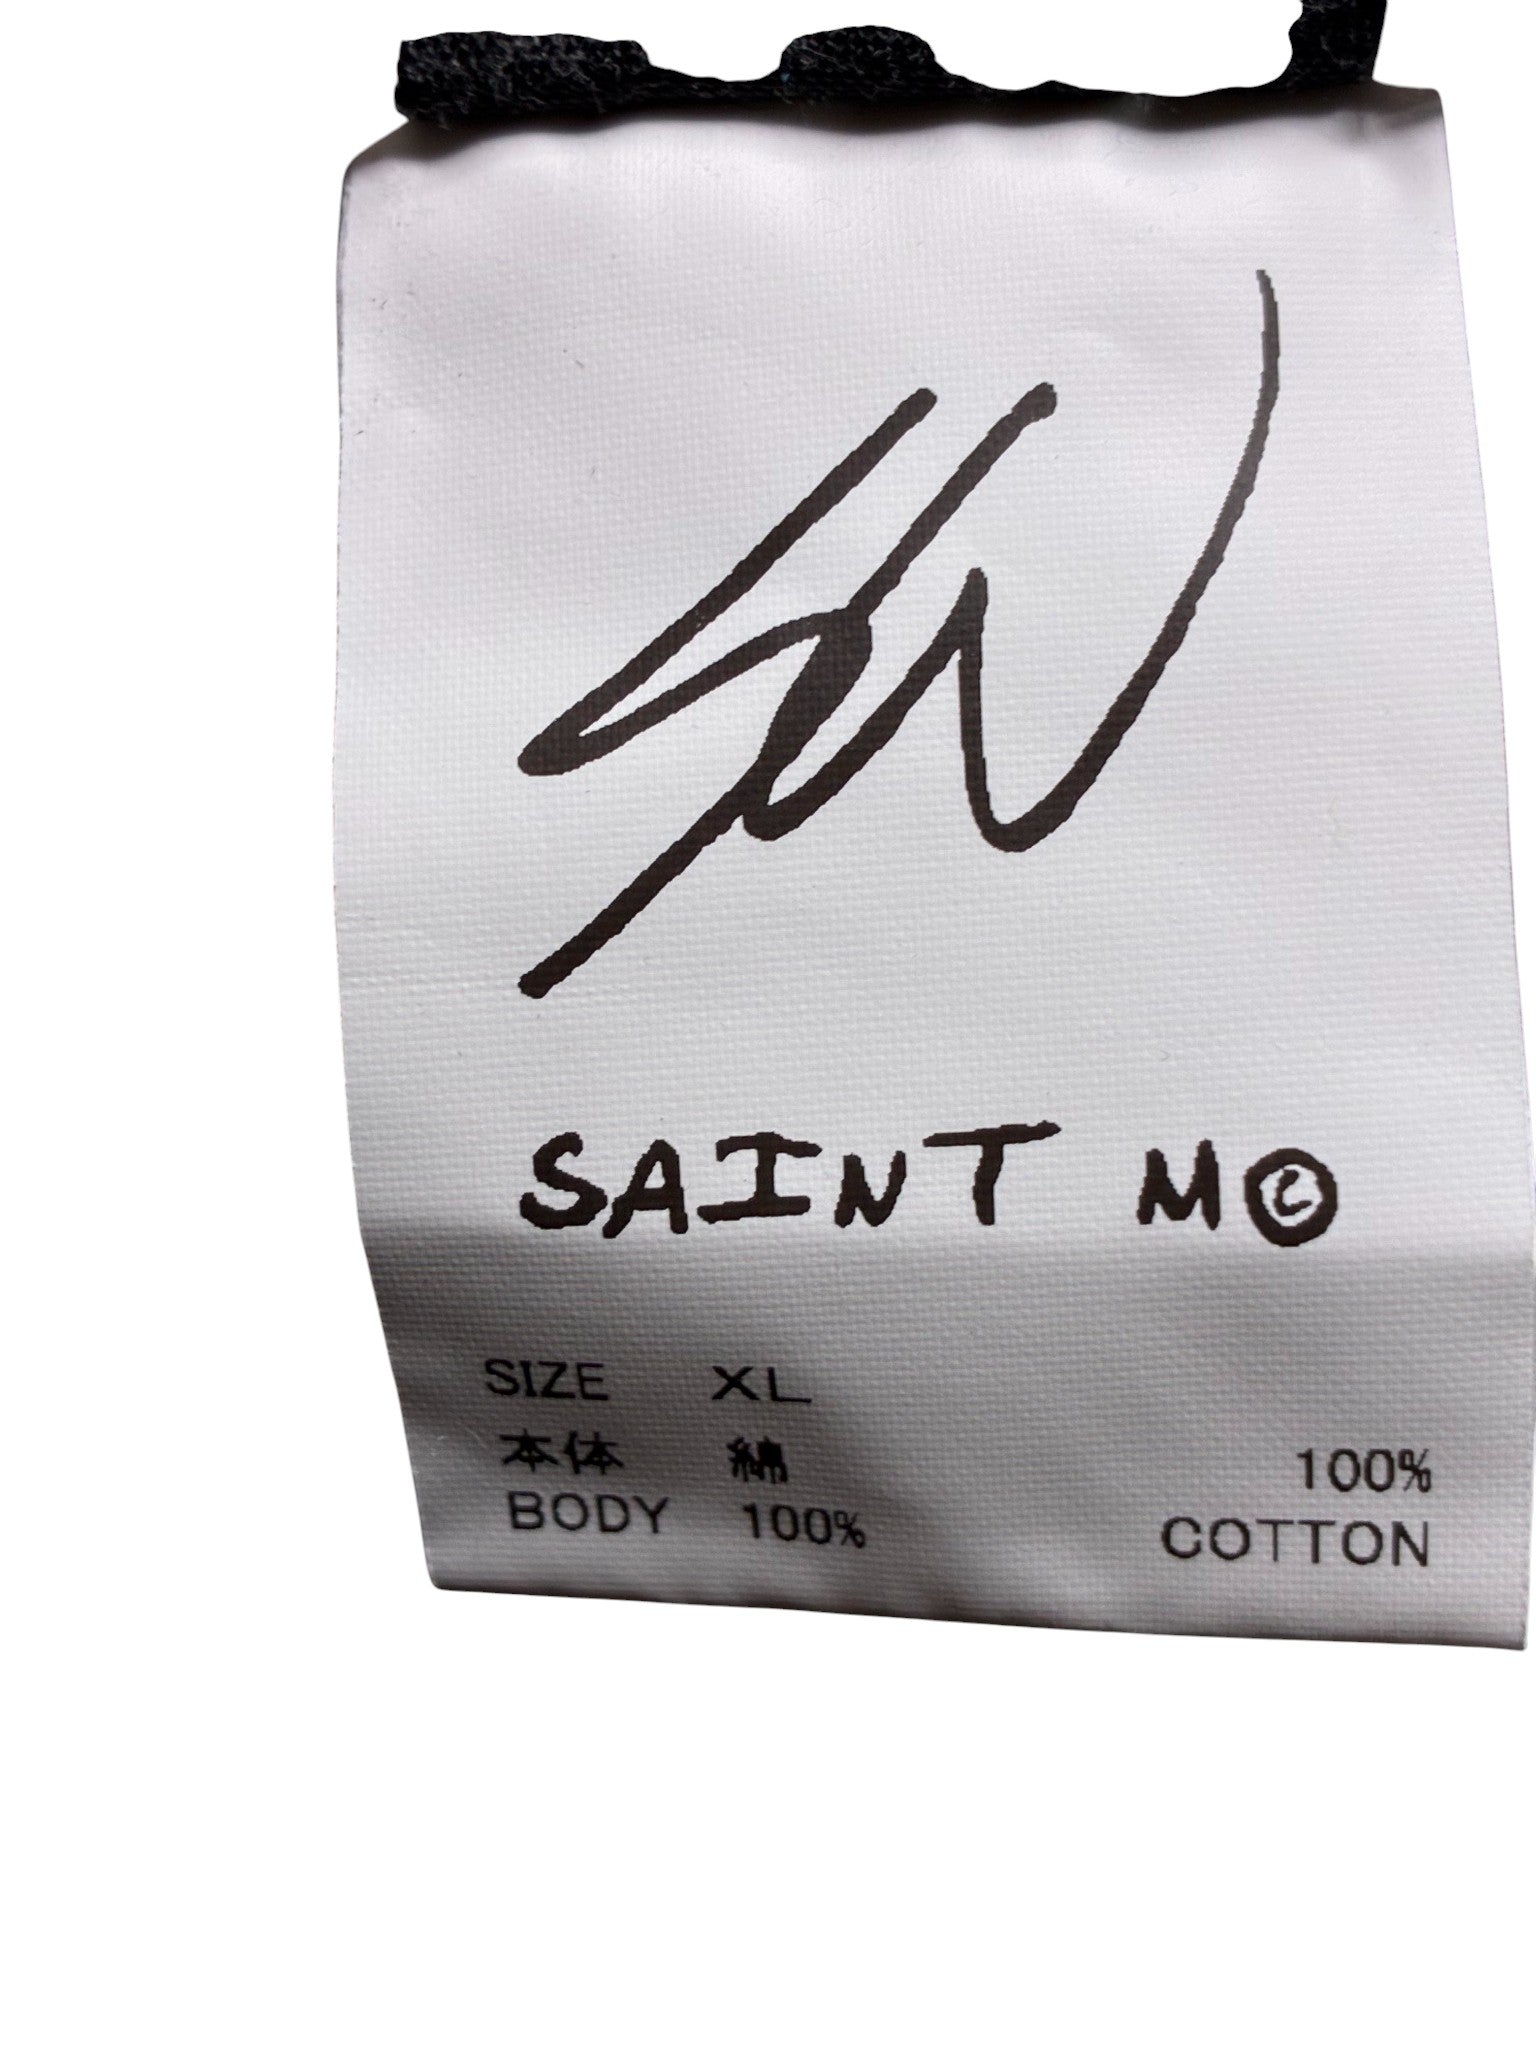 SAINT M©
SIZE XL
本体 綿 100%
BODY 100% COTTON